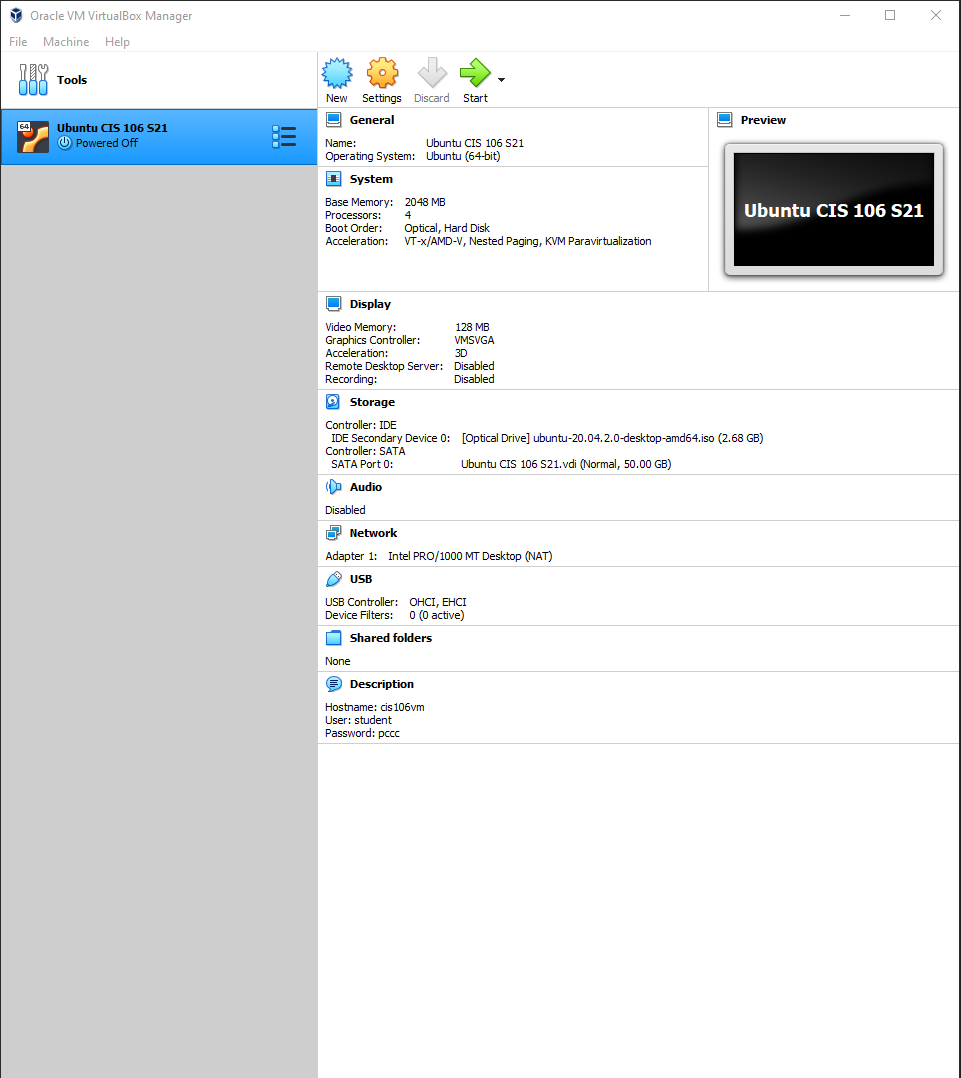 Oracle VM VirtualBox Manager
File Machine Help
Tools
New Settings Discard Start
64
Ubuntu CIS 106 S21
Powered Off
General
Name: Ubuntu CIS 106 S21
Operating System: Ubuntu (64-bit)
Preview
Ubuntu CIS 106 S21
System
Base Memory: 2048 MB
Processors: 4
Boot Order: Optical, Hard Disk
Acceleration: VT-x/AMD-V, Nested Paging, KVM Paravirtualization
Display
Video Memory: 128 MB
Graphics Controller: VMSVGA
Acceleration: 3D
Remote Desktop Server: Disabled
Recording: Disabled
Storage
Controller: IDE
IDE Secondary Device 0: [Optical Drive] ubuntu-20.04.2.0-desktop-amd64.iso (2.68 GB)
Controller: SATA
SATA Port 0: Ubuntu CIS 106 S21.vdi (Normal, 50.00 GB)
Audio
Disabled
Network
Adapter 1: Intel PRO/1000 MT Desktop (NAT)
USB
USB Controller: OHCI, EHCI
Device Filters: 0 (0 active)
Shared folders
None
Description
Hostname: cis106vm
User: student
Password: pccc